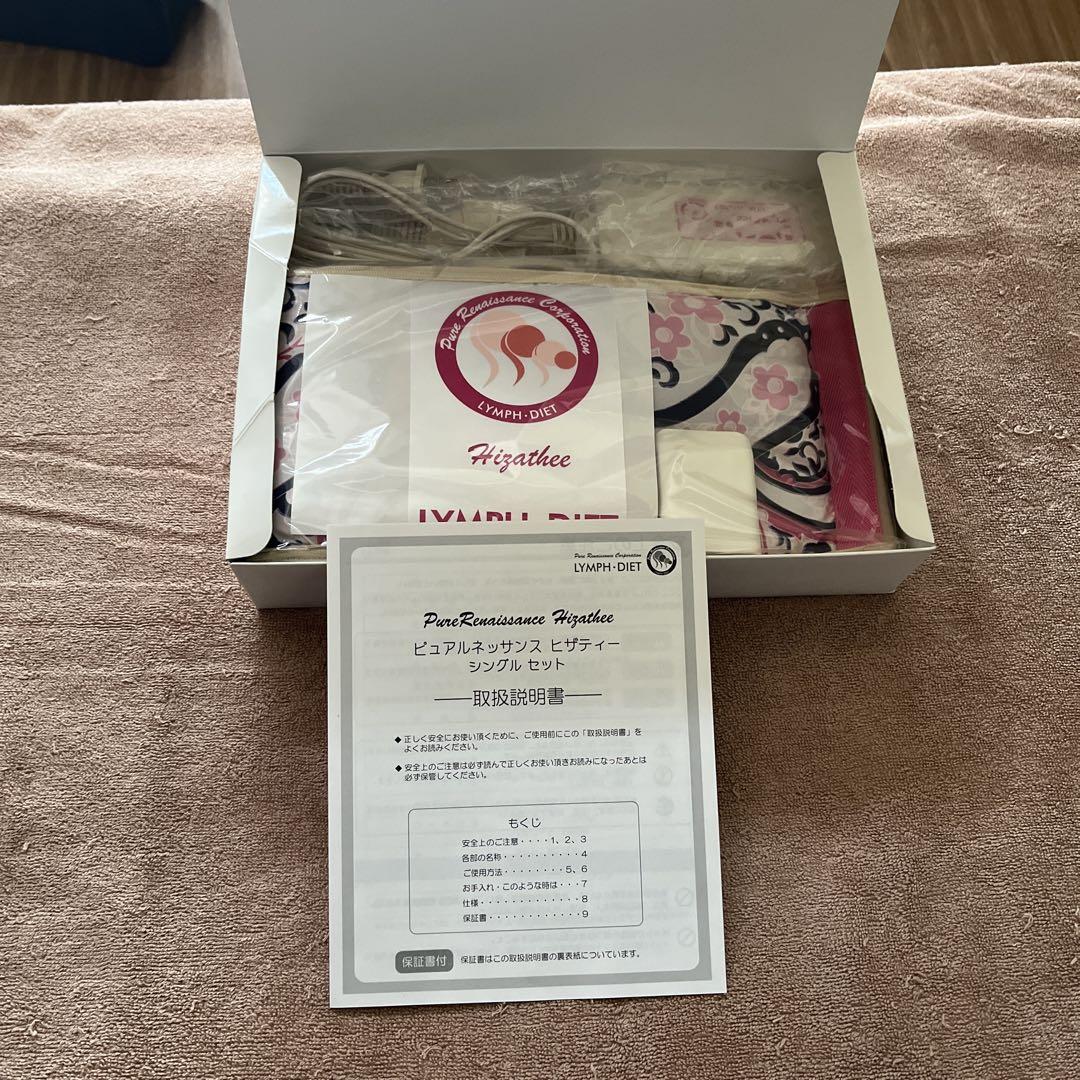 Pure Renaissance Corporation
LYMPH・DIET
Hizathee
LYMPH・DIET
Pure Renaissance Corporation
LYMPH・DIET
PureRenaissance Hizathee
ピュアルネッサンス ヒザティー
シングル セット
取扱説明書
◆ 正しく安全にお使い頂くために、ご使用前にこの「取扱説明書」を
よくお読みください。
◆ 安全上のご注意は必ず読んで正しくお使い頂きお読みになったあとは
必ず保管してください。
もくじ
安全上のご注意・・・・1、2、3
各部の名称・・・・・・・・・・4
ご使用方法・・・・・・・・5、6
お手入れ・このような時は・・・7
仕様・・・・・・・・・・・・・8
保証書・・・・・・・・・・・・9
保証書付 保証書はこの取扱説明書の裏表紙についています。